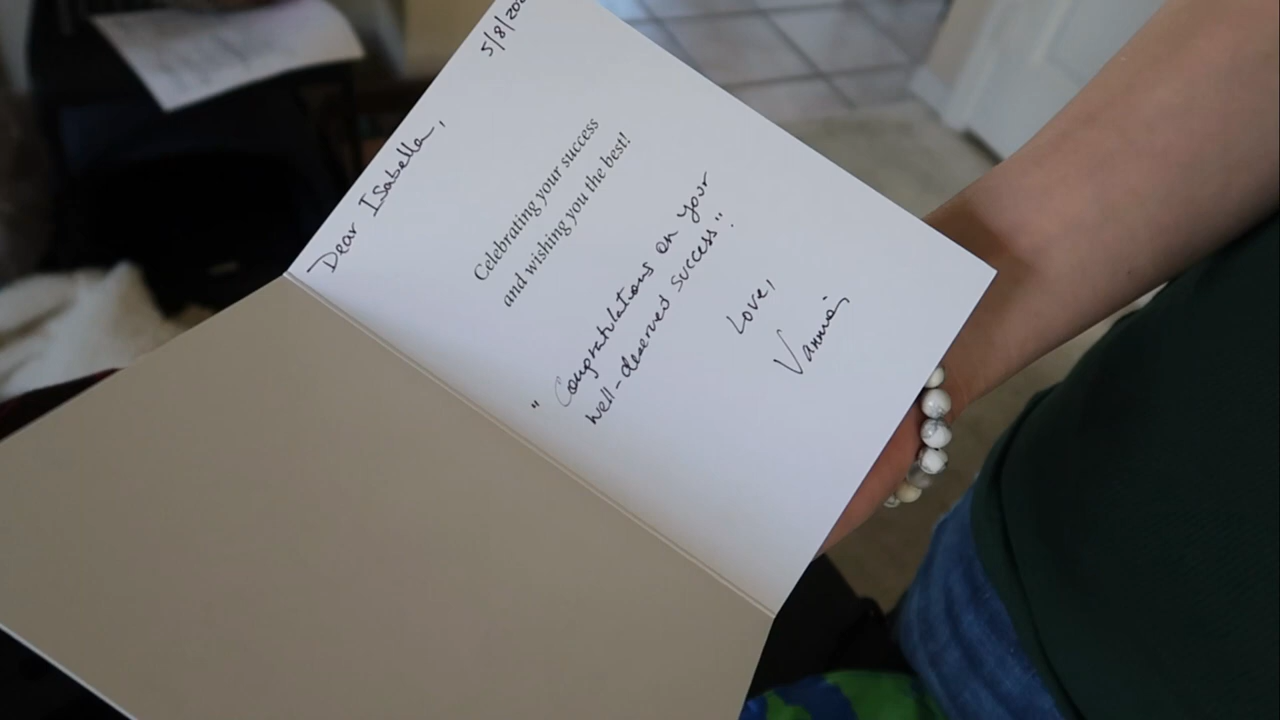 5/8/20
Dear Isabella,
Celebrating your success
and wishing you the best!
"Congratulations on your
well-deserved success".
Love,